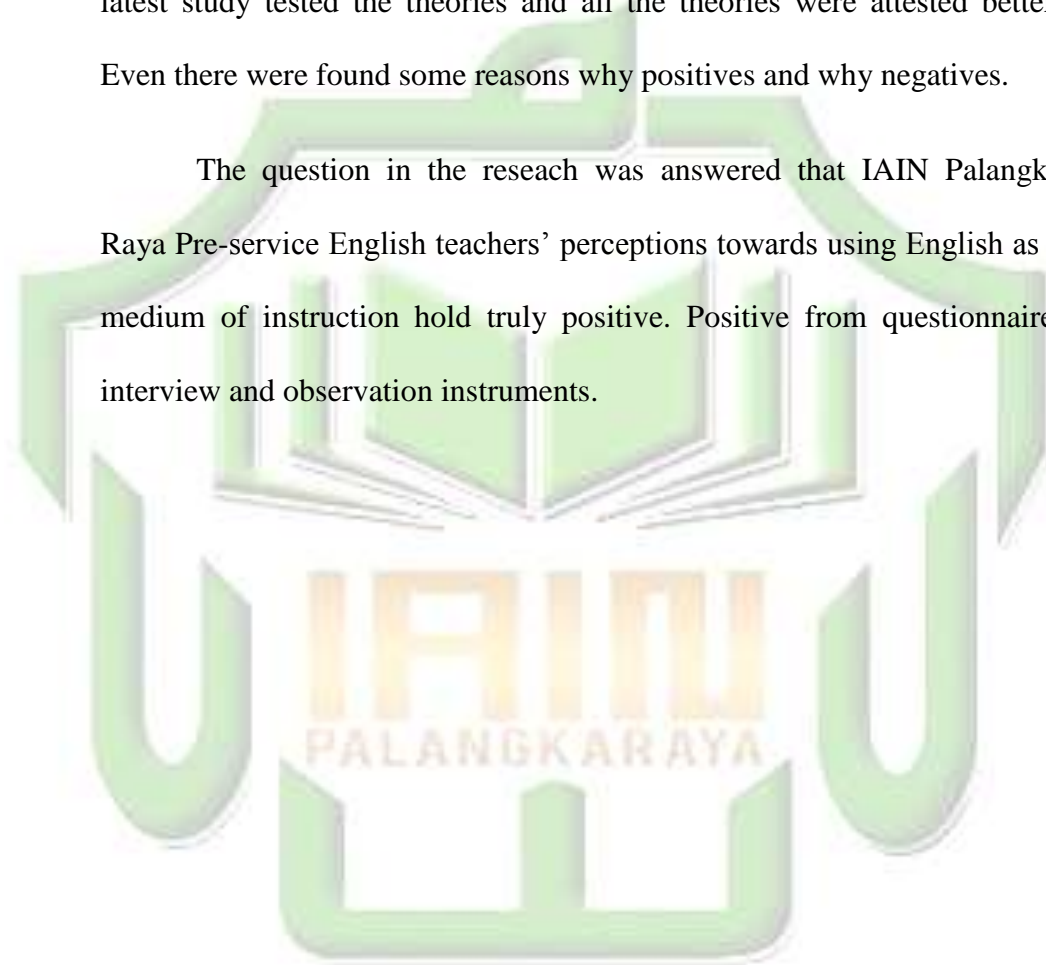 latest study tested the theories and all the theories were attested better
Even there were found some reasons why positives and why negatives.
The question in the reseach was answered that IAIN Palangk
Raya Pre-service English teachers’ perceptions towards using English as
medium of instruction hold truly positive. Positive from questionnaire
interview and observation instruments.
IAIN
PALANGKARAYA